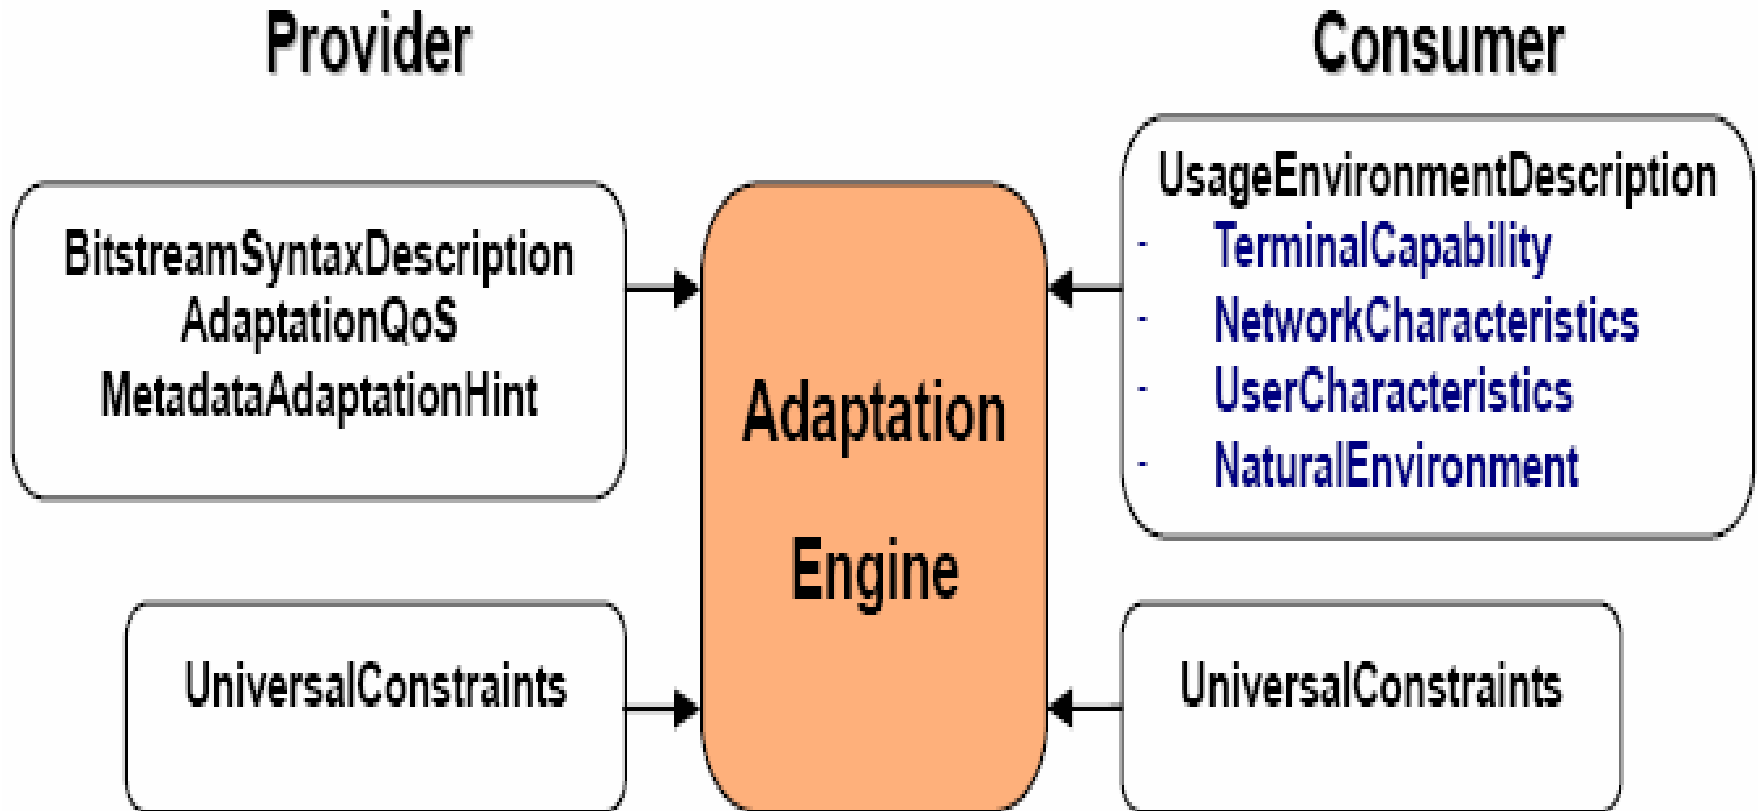 Provider
BitstreamSyntaxDescription
AdaptationQoS
MetadataAdaptationHint
UniversalConstraints
Adaptation
Engine
Consumer
UsageEnvironmentDescription
- TerminalCapability
- NetworkCharacteristics
- UserCharacteristics
- NaturalEnvironment
UniversalConstraints